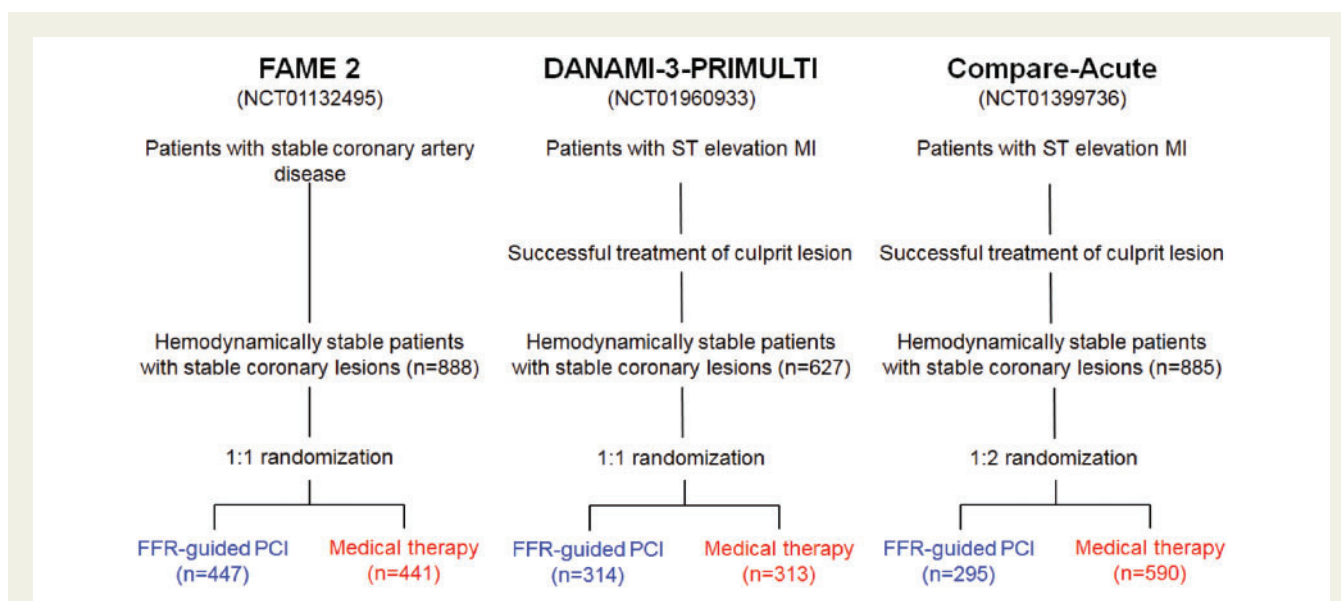 FAME 2
(NCT01132495)
Patients with stable coronary artery
disease
Hemodynamically stable patients
with stable coronary lesions (n=888)
1:1 randomization
FFR-guided PCI
(n=447)
Medical therapy
(n=441)
DANAMI-3-PRIMULTI
(NCT01960933)
Patients with ST elevation MI
Successful treatment of culprit lesion
Hemodynamically stable patients
with stable coronary lesions (n=627)
1:1 randomization
FFR-guided PCI
(n=314)
Medical therapy
(n=313)
Compare-Acute
(NCT01399736)
Patients with ST elevation MI
Successful treatment of culprit lesion
Hemodynamically stable patients
with stable coronary lesions (n=885)
1:2 randomization
FFR-guided PCI
(n=295)
Medical therapy
(n=590)